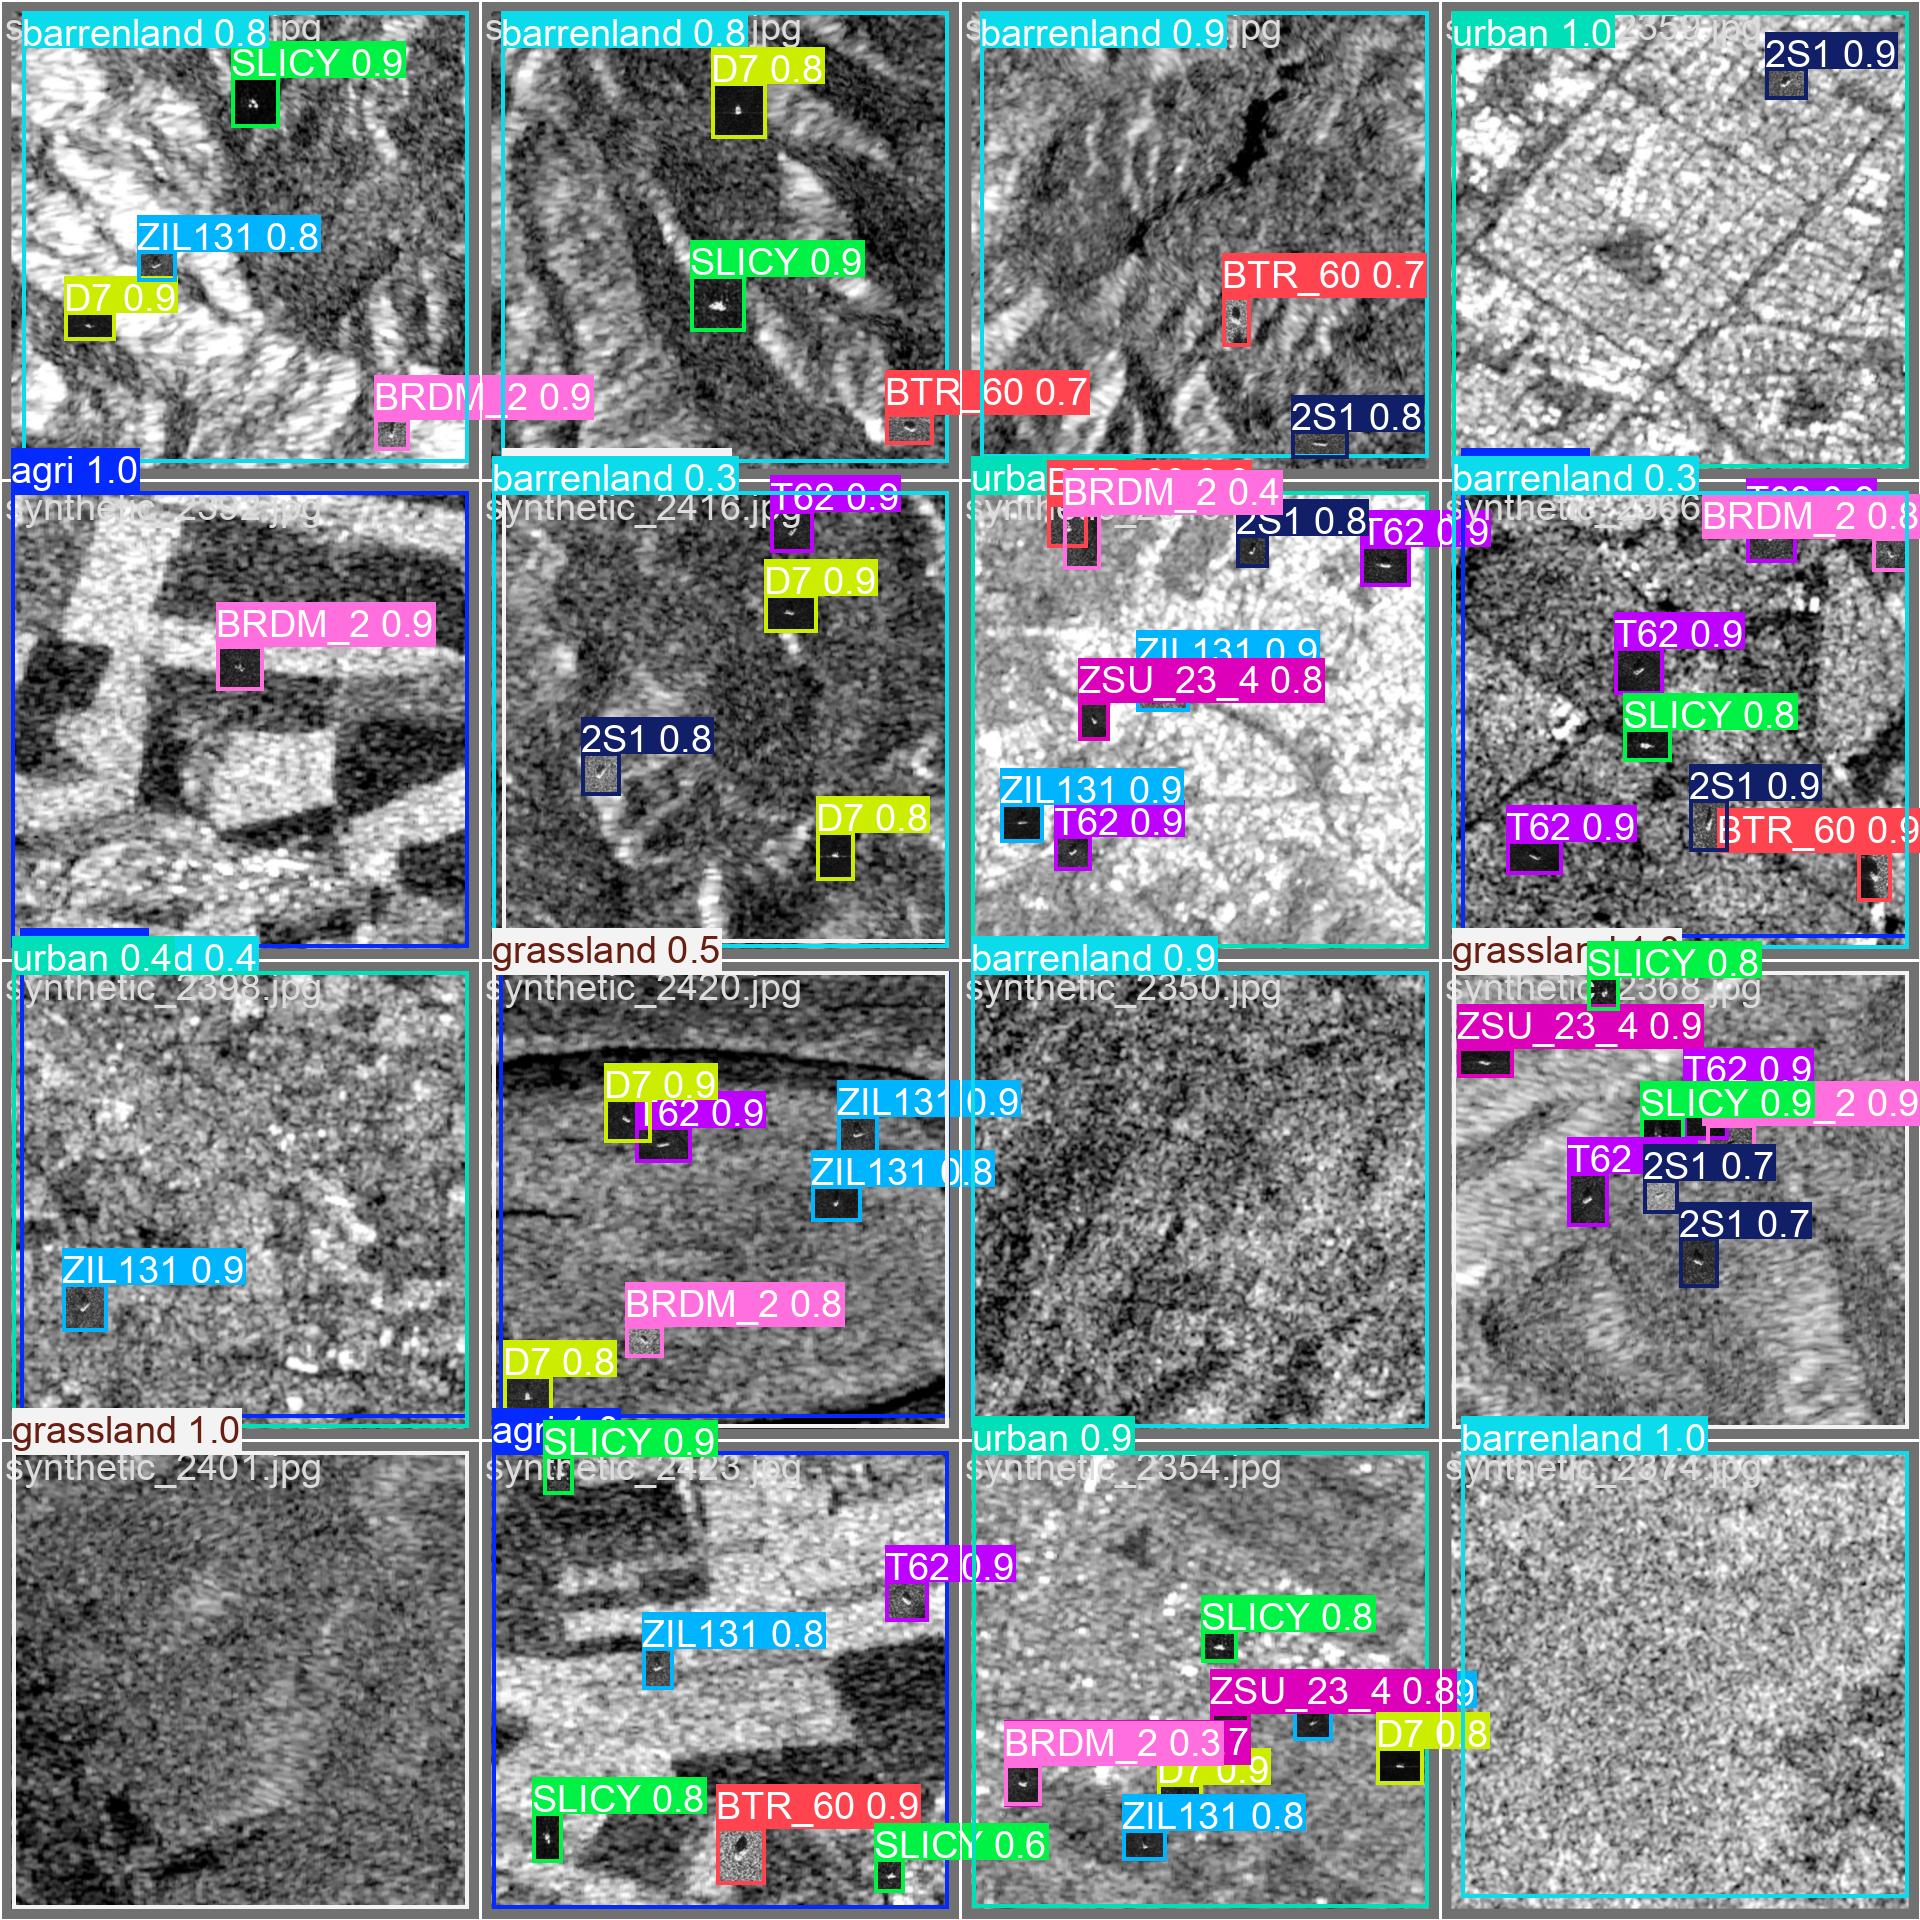 barrenland 0.8
.jpg
SLICY 0.9
ZIL131 0.8
D7 0.9
BRDM_2 0.9
barrenland 0.8
jpg
D7 0.8
SLICY 0.9
BTR_60 0.7
barrenland 0.9
.jpg
BTR_60 0.7
2S1 0.8
urban 1.0
2S1 0.9
agri 1.0
BRDM_2 0.9
barrenland 0.3
synthetic_2416.jpg
T62 0.9
D7 0.9
2S1 0.8
D7 0.8
urba
BRDM_2 0.4
2S1 0.8
T62 0.9
ZIL131 0.9
ZSU_23_4 0.8
ZIL131 0.9
T62 0.9
barrenland 0.3
BRDM_2 0.8
T62 0.9
SLICY 0.8
2S1 0.9
T62 0.9
BTR_60 0.9
urban 0.4d 0.4
synthetic_2398.jpg
ZIL131 0.9
grassland 0.5
synthetic_2420.jpg
D7 0.9
T62 0.9
ZIL131 0.9
ZIL131 0.8
BRDM_2 0.8
D7 0.8
barrenland 0.9
synthetic_2350.jpg
grasslan
SLICY 0.8
2368.jpg
ZSU_23_4 0.9
T62 0.9
SLICY 0.9
_2 0.9
T62
2S1 0.7
2S1 0.7
grassland 1.0
synthetic_2401.jpg
agri
SLICY 0.9
synthetic_2423.jpg
T62 0.9
ZIL131 0.8
SLICY 0.8
BTR_60 0.9
SLICY 0.6
urban 0.9
synthetic_2354.jpg
SLICY 0.8
ZSU_23_4 0.89
BRDM_2 0.37
D7 0.9
D7 0.8
ZIL131 0.8
barrenland 1.0
synthetic_2374.jpg